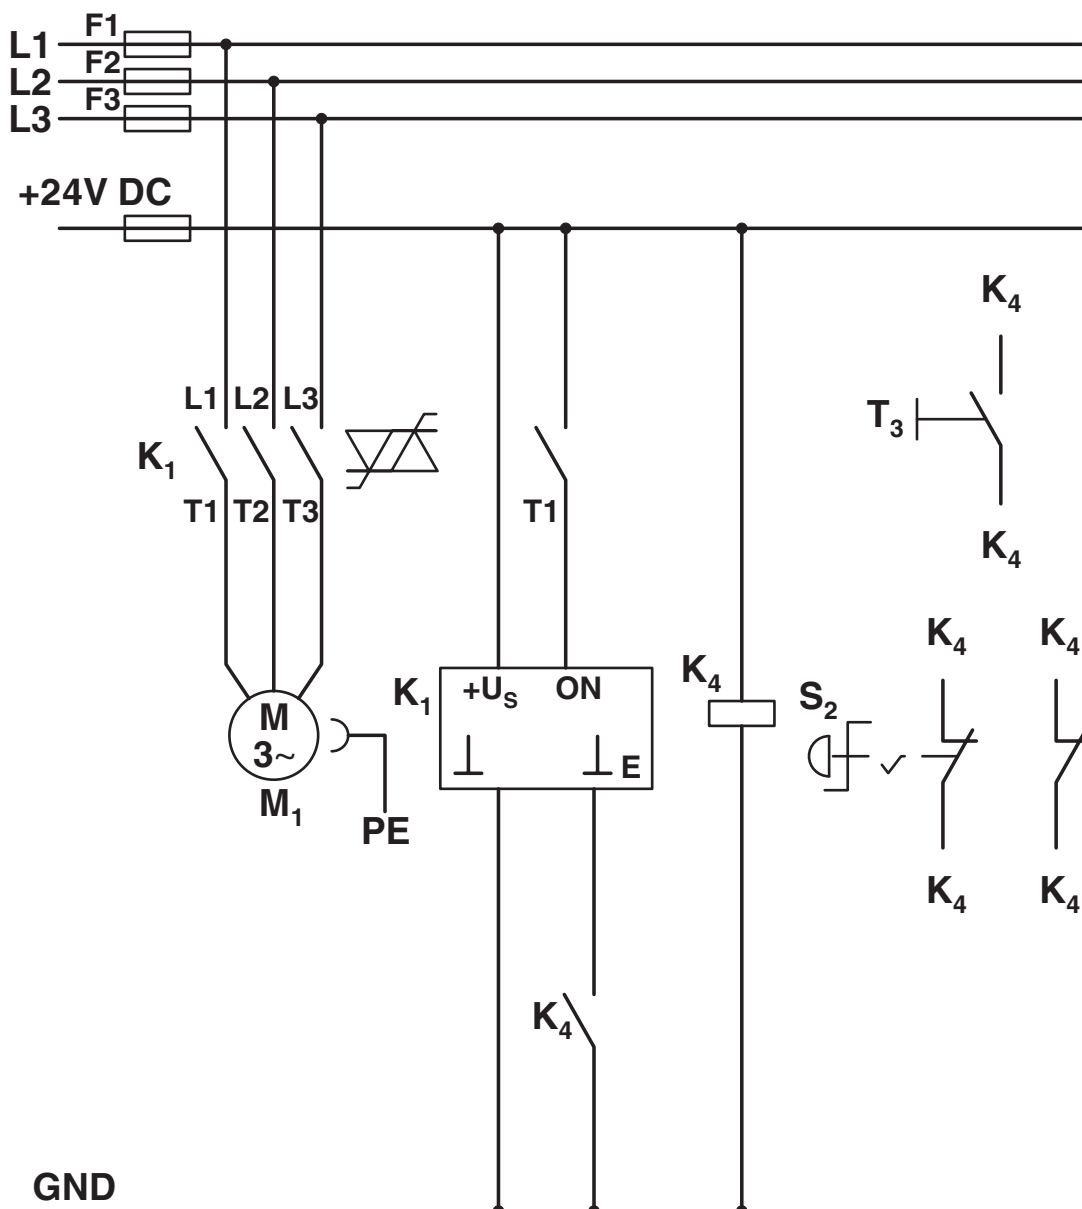 F1
L1
F2
L2
F3
L3
+24V DC
K4
L1 L2 L3
T3
K1
T1 T2 T3
T1
K4
K4 K4
K4
K1 +US ON
S2
M
3~
E
M1
PE
K4 K4
K4
GND